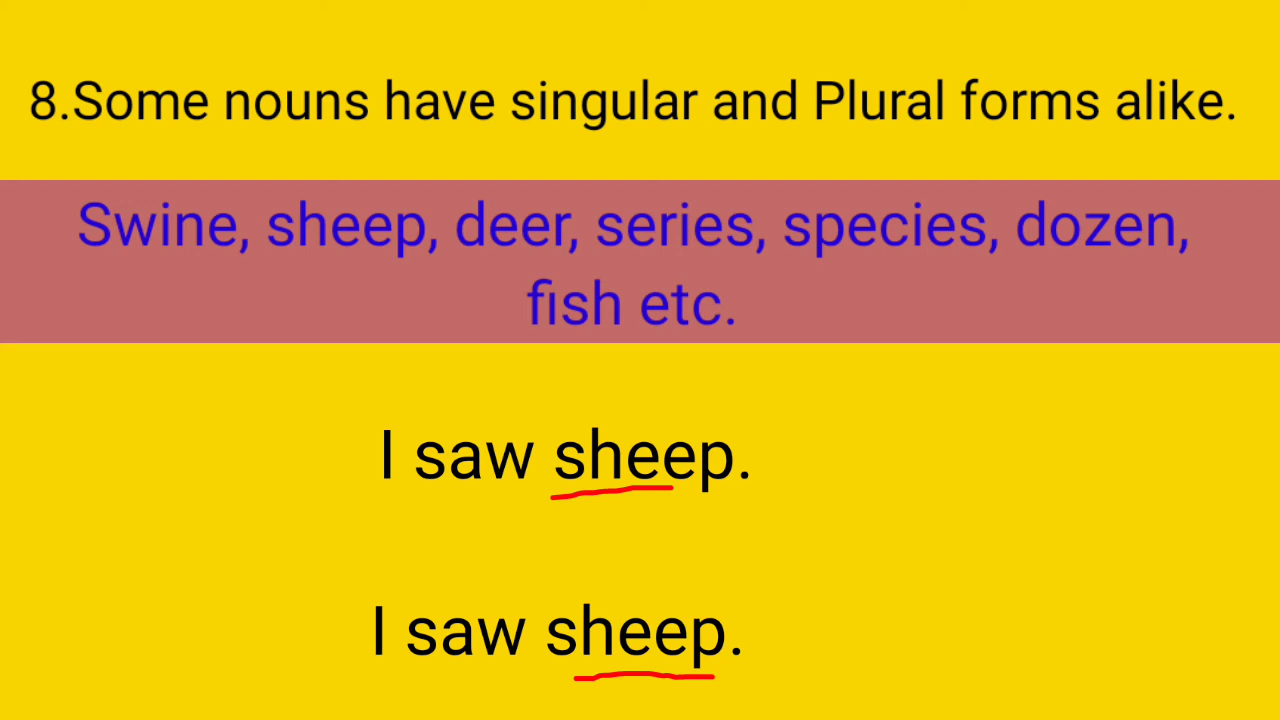 8.Some nouns have singular and Plural forms alike.
Swine, sheep, deer, series, species, dozen,
fish etc.
I saw sheep.
I saw sheep.